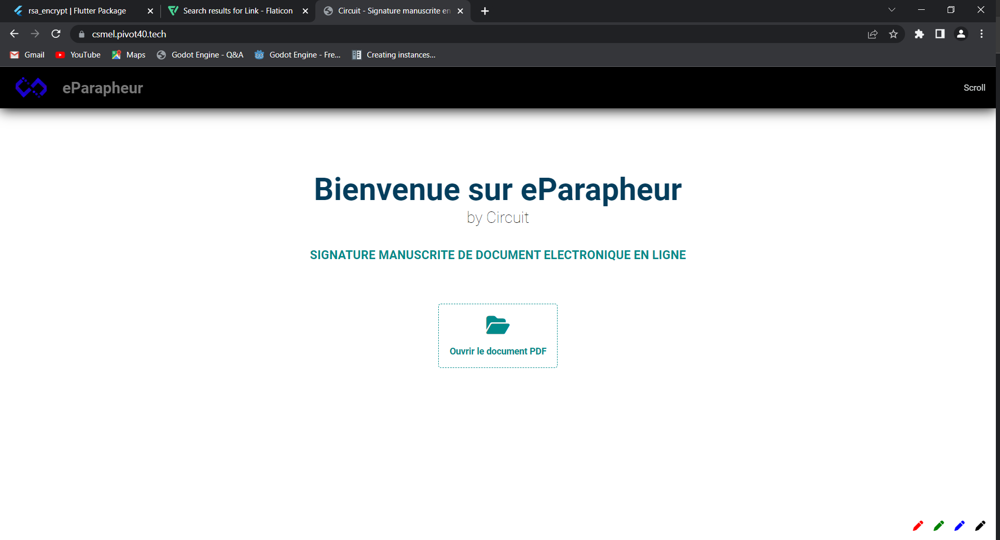 rsa_encrypt | Flutter Package
Search results for Link - Flaticon
Circuit - Signature manuscrite en
csmel.pivot40.tech
Gmail
YouTube
Maps
Godot Engine - Q&A
Godot Engine - Fre...
Creating instances...
eParapheur
Scroll
Bienvenue sur eParapheur
by Circuit
SIGNATURE MANUSCRITE DE DOCUMENT ELECTRONIQUE EN LIGNE
Ouvrir le document PDF